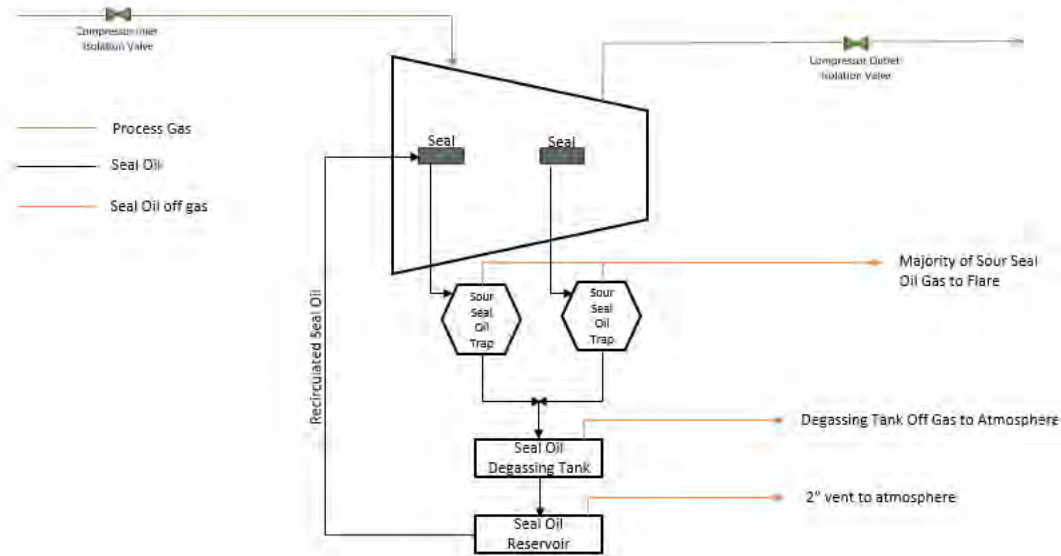 Compressor Inlet
Isolation Valve
Compressor Outlet
Isolation Valve
Process Gas
Seal Oil
Seal Oil off gas
Seal
Seal
Majority of Sour Seal
Oil Gas to Flare
Sour
Seal
Oil
Trap
Sour
Seal
Oil
Trap
Recirculated Seal Oil
Degassing Tank Off Gas to Atmosphere
Seal Oil
Degassing Tank
2" vent to atmosphere
Seal Oil
Reservoir